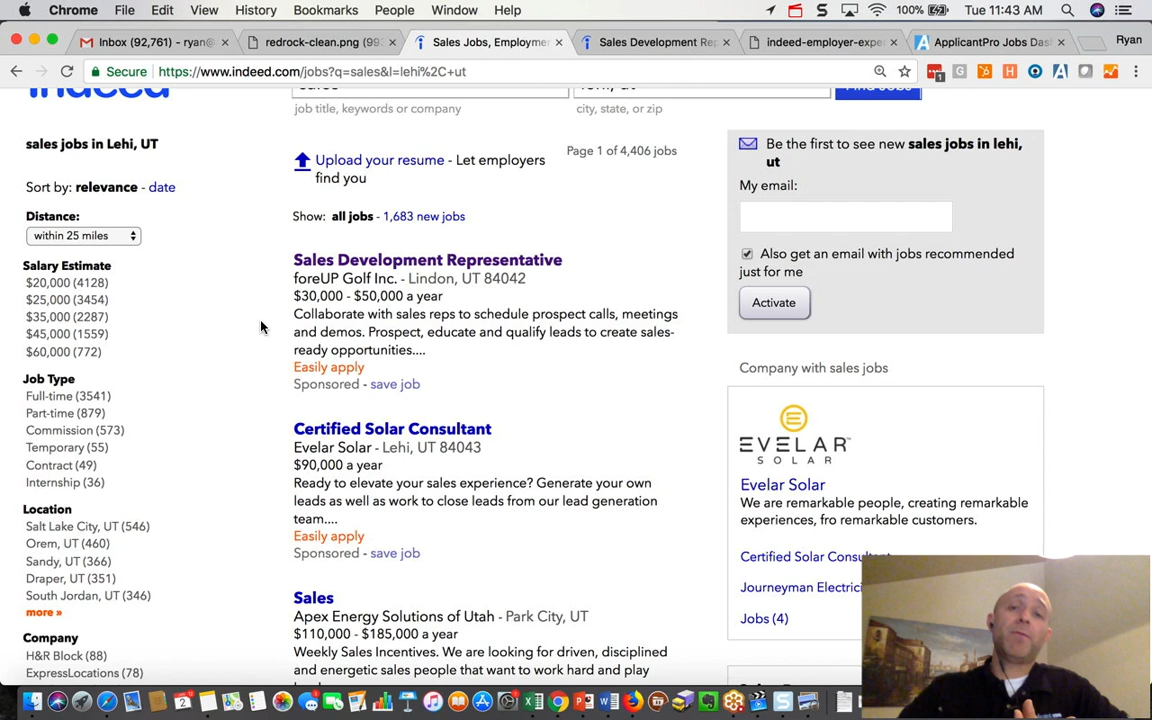 Chrome File Edit View History Bookmarks People Window Help 100% Tue 11:43 AM
Inbox (92,761) - ryan@ × redrock-clean.png (993 × Sales Jobs, Employmen × Sales Development Re × indeed-employer-expe × ApplicantPro Jobs Das × Ryan
Secure https://www.indeed.com/jobs?q=sales&l=lehi%2C+ut
indeed
job title, keywords or company
city, state, or zip
sales jobs in Lehi, UT
Sort by: relevance - date
Distance:
within 25 miles
Salary Estimate
$20,000 (4128)
$25,000 (3454)
$35,000 (2287)
$45,000 (1559)
$60,000 (772)
Job Type
Full-time (3541)
Part-time (879)
Commission (573)
Temporary (55)
Contract (49)
Internship (36)
Location
Salt Lake City, UT (546)
Orem, UT (460)
Sandy, UT (366)
Draper, UT (351)
South Jordan, UT (346)
more »
Company
H&R Block (88)
ExpressLocations (78)
Upload your resume - Let employers
find you
Page 1 of 4,406 jobs
Show: all jobs - 1,683 new jobs
Sales Development Representative
foreUP Golf Inc. - Lindon, UT 84042
$30,000 - $50,000 a year
Collaborate with sales reps to schedule prospect calls, meetings
and demos. Prospect, educate and qualify leads to create sales-
ready opportunities....
Easily apply
Sponsored - save job
Certified Solar Consultant
Evelar Solar - Lehi, UT 84043
$90,000 a year
Ready to elevate your sales experience? Generate your own
leads as well as work to close leads from our lead generation
team....
Easily apply
Sponsored - save job
Sales
Apex Energy Solutions of Utah - Park City, UT
$110,000 - $185,000 a year
Weekly Sales Incentives. We are looking for driven, disciplined
and energetic sales people that want to work hard and play
Be the first to see new sales jobs in lehi,
ut
My email:
Also get an email with jobs recommended
just for me
Activate
Company with sales jobs
EVELAR
SOLAR
Evelar Solar
We are remarkable people, creating remarkable
experiences, fro remarkable customers.
Certified Solar Consultant
Journeyman Electrici
Jobs (4)